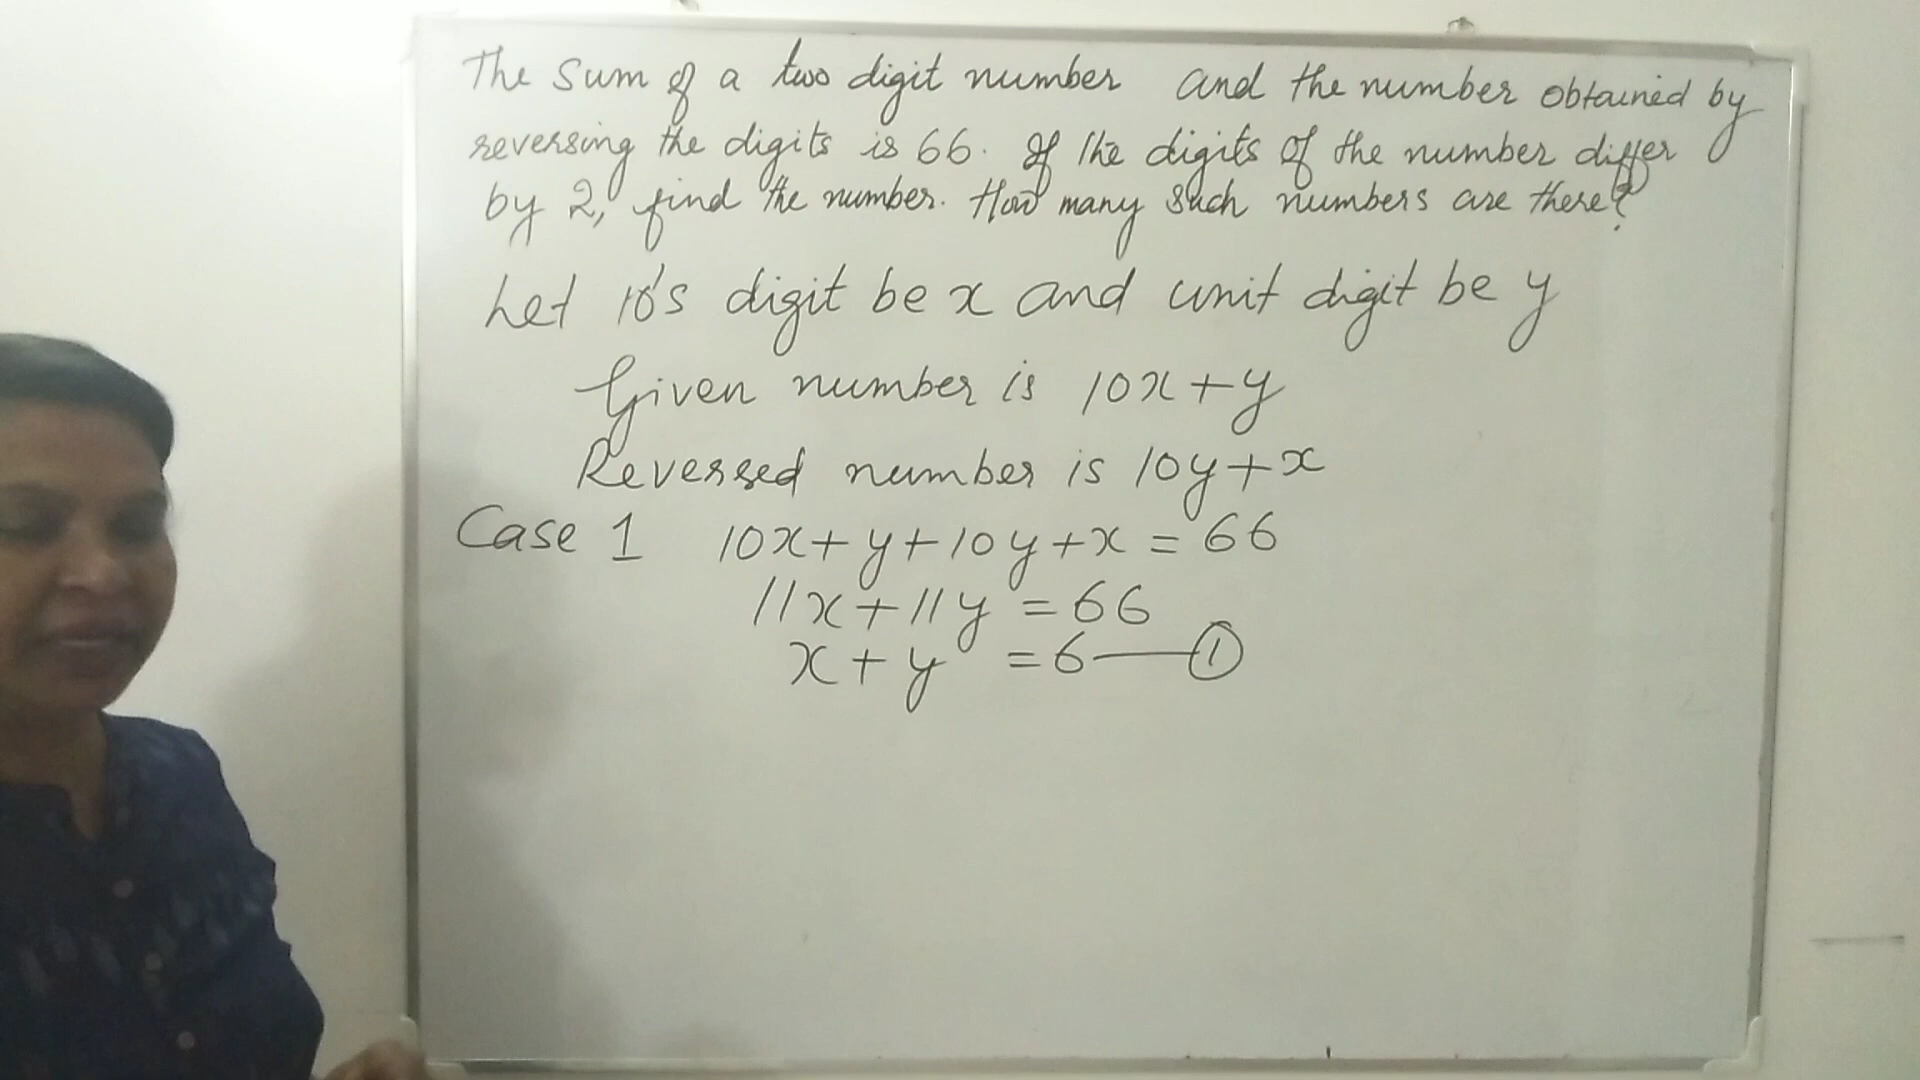 The sum of a two digit number and the number obtained by
reversing the digits is 66. If the digits of the number differ
by 2, find the number. How many such numbers are there?
Let 10's digit be x and unit digit be y
Given number is 10x+y
Reversed number is 10y+x
Case 1 10x+y+10y+x = 66
11x+11y = 66
x+y = 6 — ①